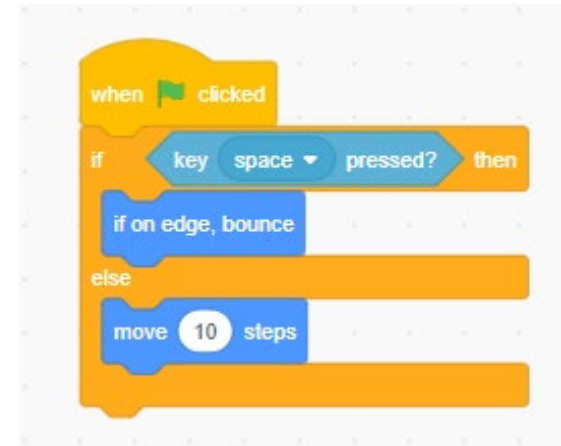 when clicked
if key space pressed? then
if on edge, bounce
else
move 10 steps